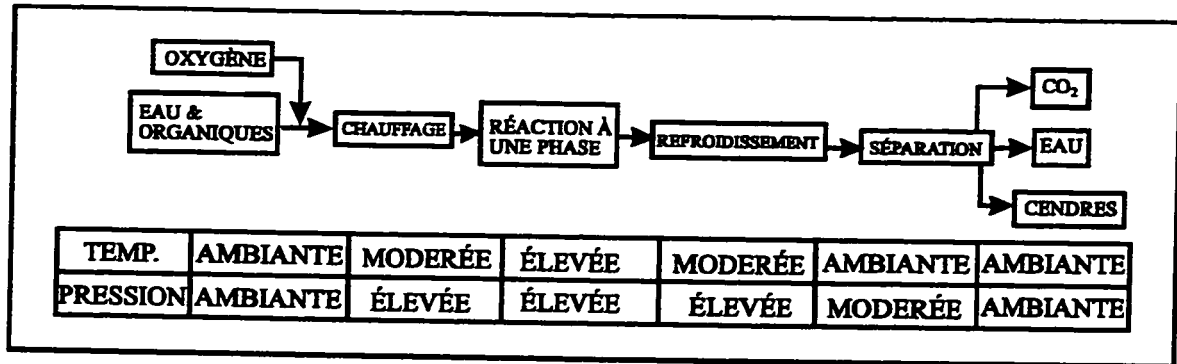 OXYGÈNE
EAU &
ORGANIQUES
CHAUFFAGE
RÉACTION À
UNE PHASE
REFROIDISSEMENT
SÉPARATION
CO₂
EAU
CENDRES
TEMP. AMBIANTE MODERÉE ÉLEVÉE MODERÉE AMBIANTE AMBIANTE
PRESSION AMBIANTE ÉLEVÉE ÉLEVÉE ÉLEVÉE MODERÉE AMBIANTE